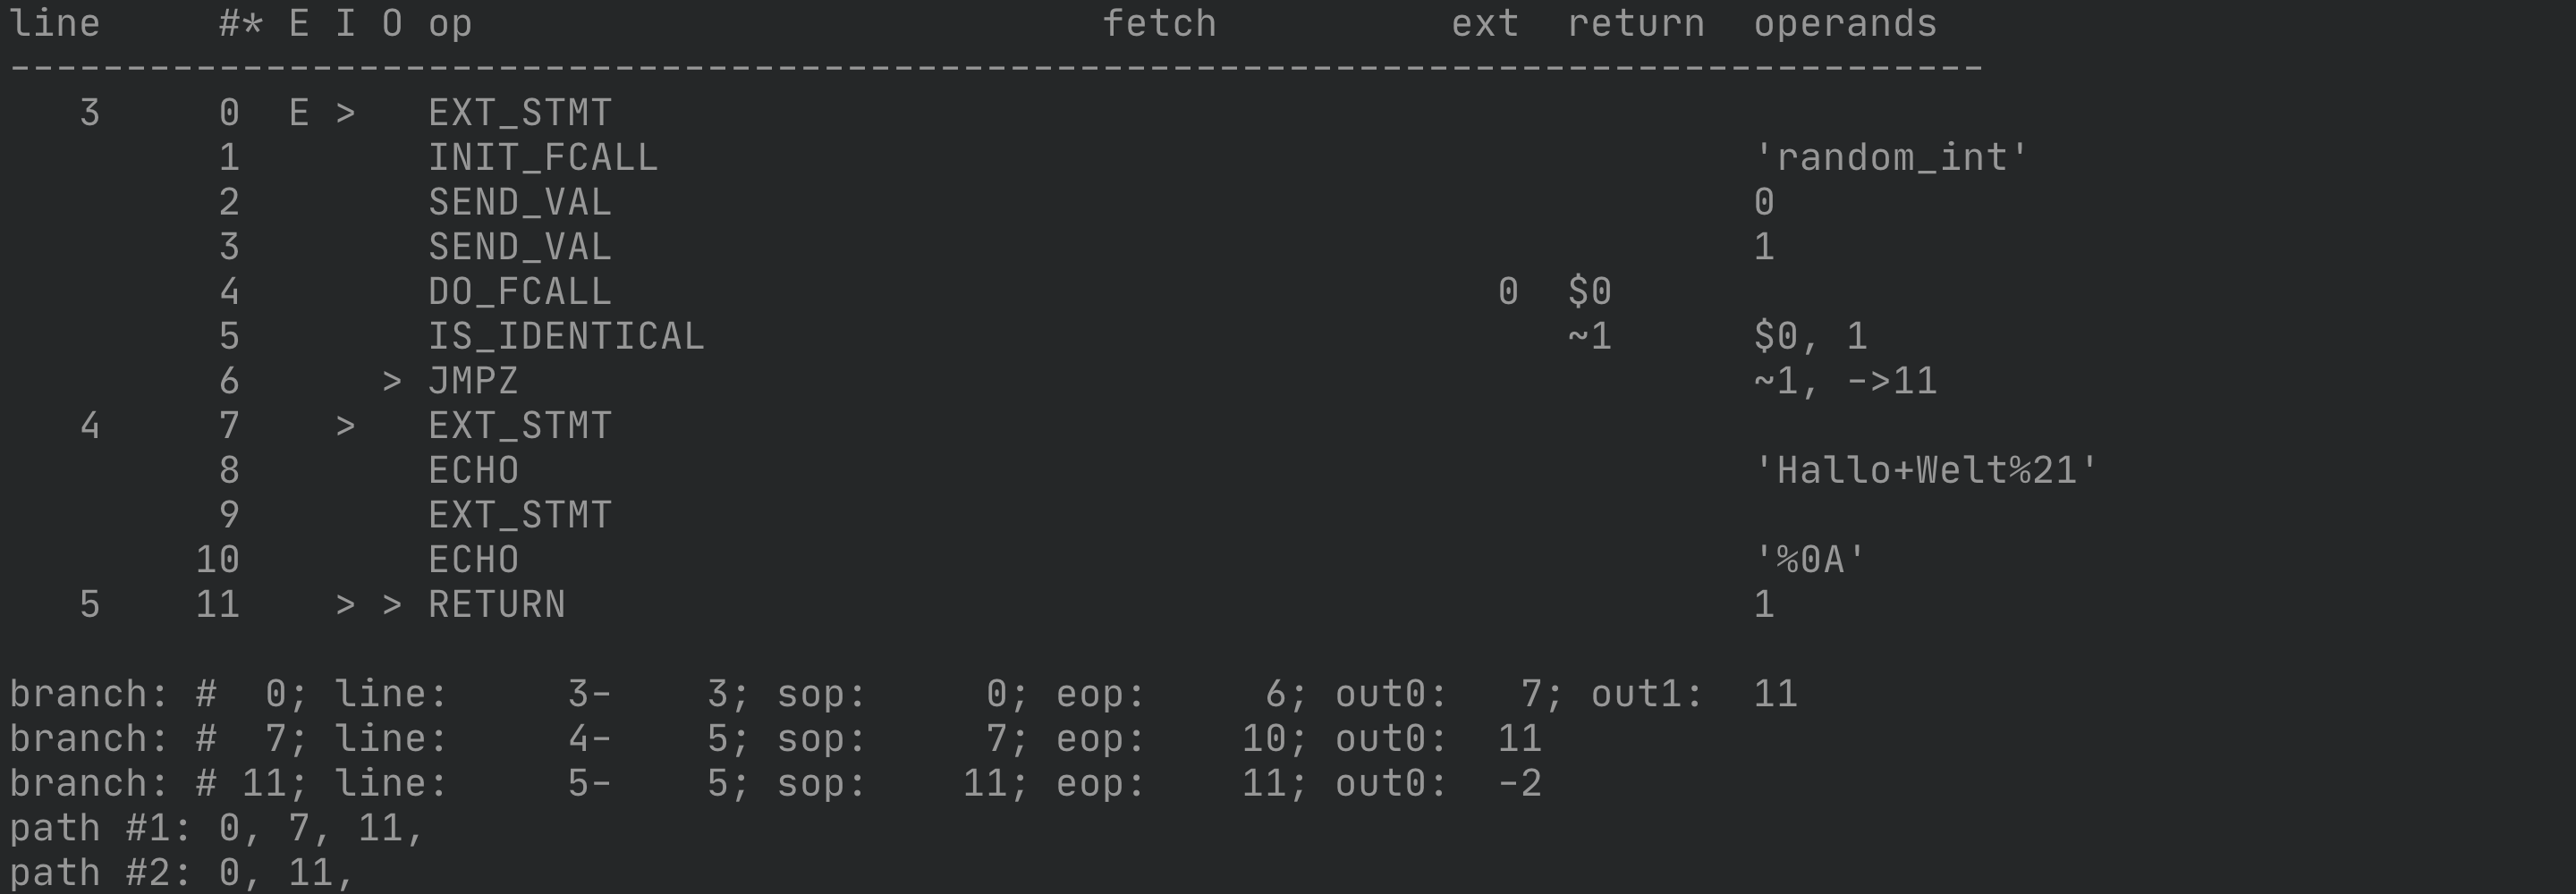 line     #* E I O op                           fetch          ext  return  operands
-------------------------------------------------------------------------------------
   3     0  E >   EXT_STMT
         1        INIT_FCALL                                               'random_int'
         2        SEND_VAL                                                 0
         3        SEND_VAL                                                 1
         4        DO_FCALL                                      0  $0
         5        IS_IDENTICAL                                     ~1      $0, 1
         6      > JMPZ                                                     ~1, ->11
   4     7    >   EXT_STMT
         8        ECHO                                                     'Hallo+Welt%21'
         9        EXT_STMT
        10        ECHO                                                     '%0A'
   5    11    > > RETURN                                                   1
branch: #  0; line:     3-    3; sop:     0; eop:     6; out0:   7; out1:  11
branch: #  7; line:     4-    5; sop:     7; eop:    10; out0:  11
branch: # 11; line:     5-    5; sop:    11; eop:    11; out0:  -2
path #1: 0, 7, 11,
path #2: 0, 11,